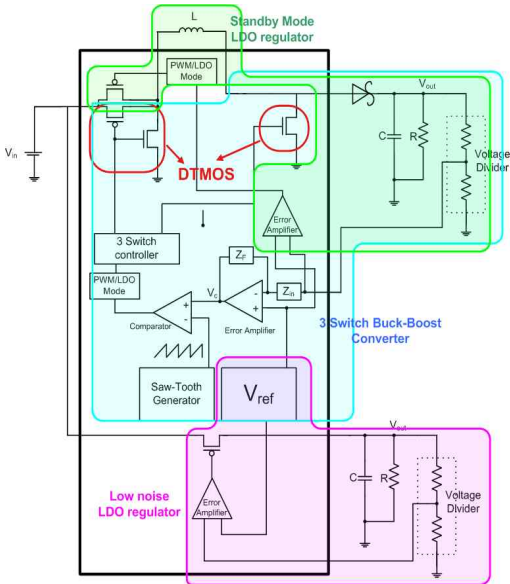 L
Standby Mode
LDO regulator
PWM/LDO
Mode
Vout
C
R
Voltage
Divider
Vin
DTMOS
Error
Amplifier
3 Switch
controller
PWM/LDO
Mode
ZF
Vc
Zin
-
+
+
-
Comparator
Error Amplifier
3 Switch Buck-Boost
Converter
Saw-Tooth
Generator
Vref
Vout
C
R
Voltage
Divider
Low noise
LDO regulator
Error
Amplifier